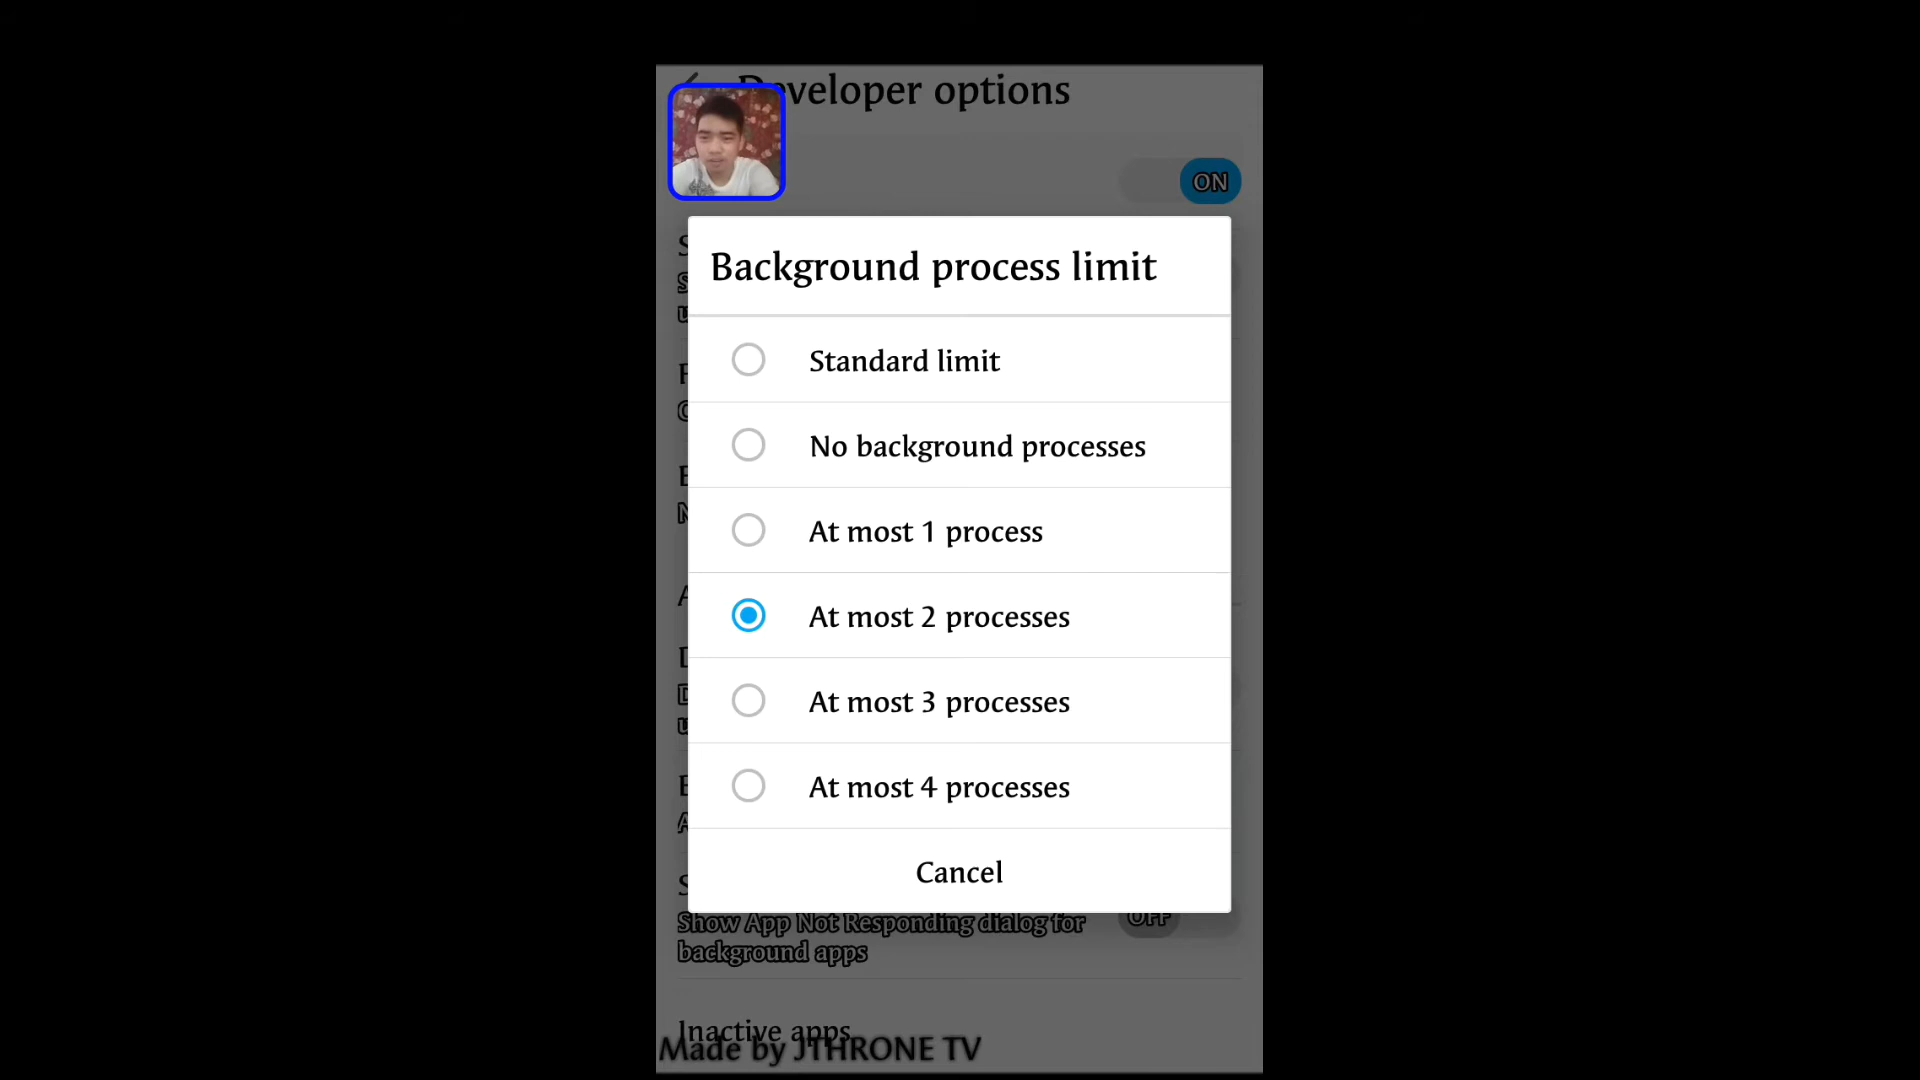 Developer options
ON
Background process limit
Standard limit
No background processes
At most 1 process
At most 2 processes
At most 3 processes
At most 4 processes
Cancel
OFF
Show App Not Responding dialog for
background apps
Inactive apps
Made by JTHRONE TV